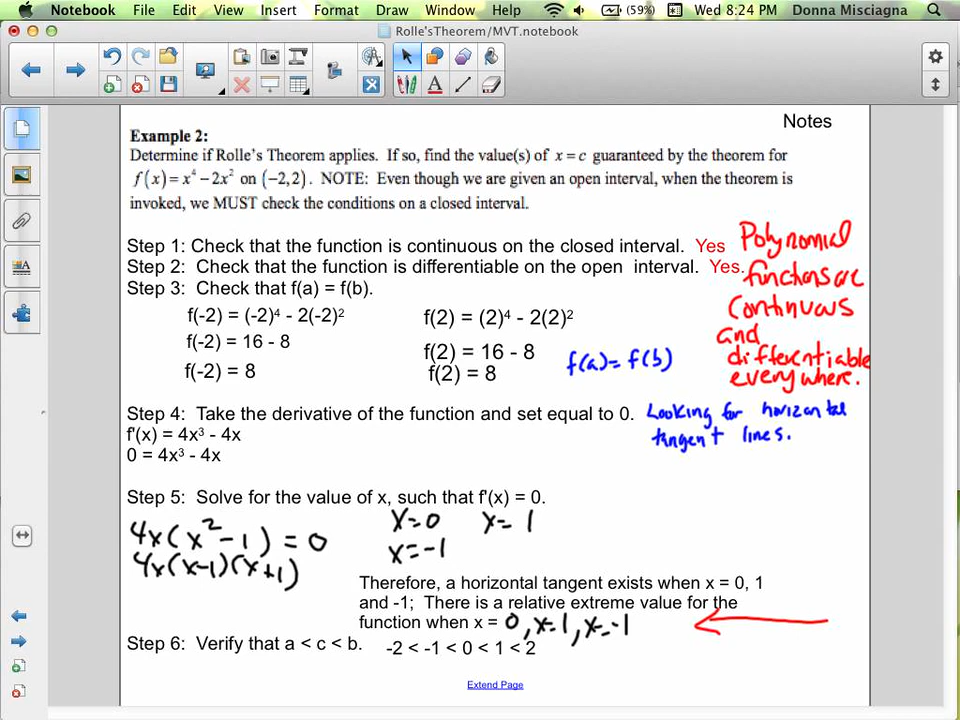 Notebook File Edit View Insert Format Draw Window Help (59%) Wed 8:24 PM Donna Misciagna
Rolle'sTheorem/MVT.notebook
Notes
Example 2:
Determine if Rolle's Theorem applies. If so, find the value(s) of x = c guaranteed by the theorem for
f(x) = x⁴ − 2x² on (−2,2). NOTE: Even though we are given an open interval, when the theorem is
invoked, we MUST check the conditions on a closed interval.
Step 1: Check that the function is continuous on the closed interval. Yes
Step 2: Check that the function is differentiable on the open interval. Yes.
Polynomial
functions are
continuous
and
differentiable
everywhere.
Step 3: Check that f(a) = f(b).
f(-2) = (-2)⁴ - 2(-2)²
f(-2) = 16 - 8
f(-2) = 8
f(2) = (2)⁴ - 2(2)²
f(2) = 16 - 8
f(2) = 8
f(a) = f(b)
Step 4: Take the derivative of the function and set equal to 0.
Looking for horizontal
tangent lines.
f'(x) = 4x³ - 4x
0 = 4x³ - 4x
Step 5: Solve for the value of x, such that f'(x) = 0.
4x(x² - 1) = 0
4x(x-1)(x+1)
x = 0 x = 1
x = -1
Therefore, a horizontal tangent exists when x = 0, 1
and -1; There is a relative extreme value for the
function when x = 0, x=1, x=-1
Step 6: Verify that a < c < b. -2 < -1 < 0 < 1 < 2
Extend Page